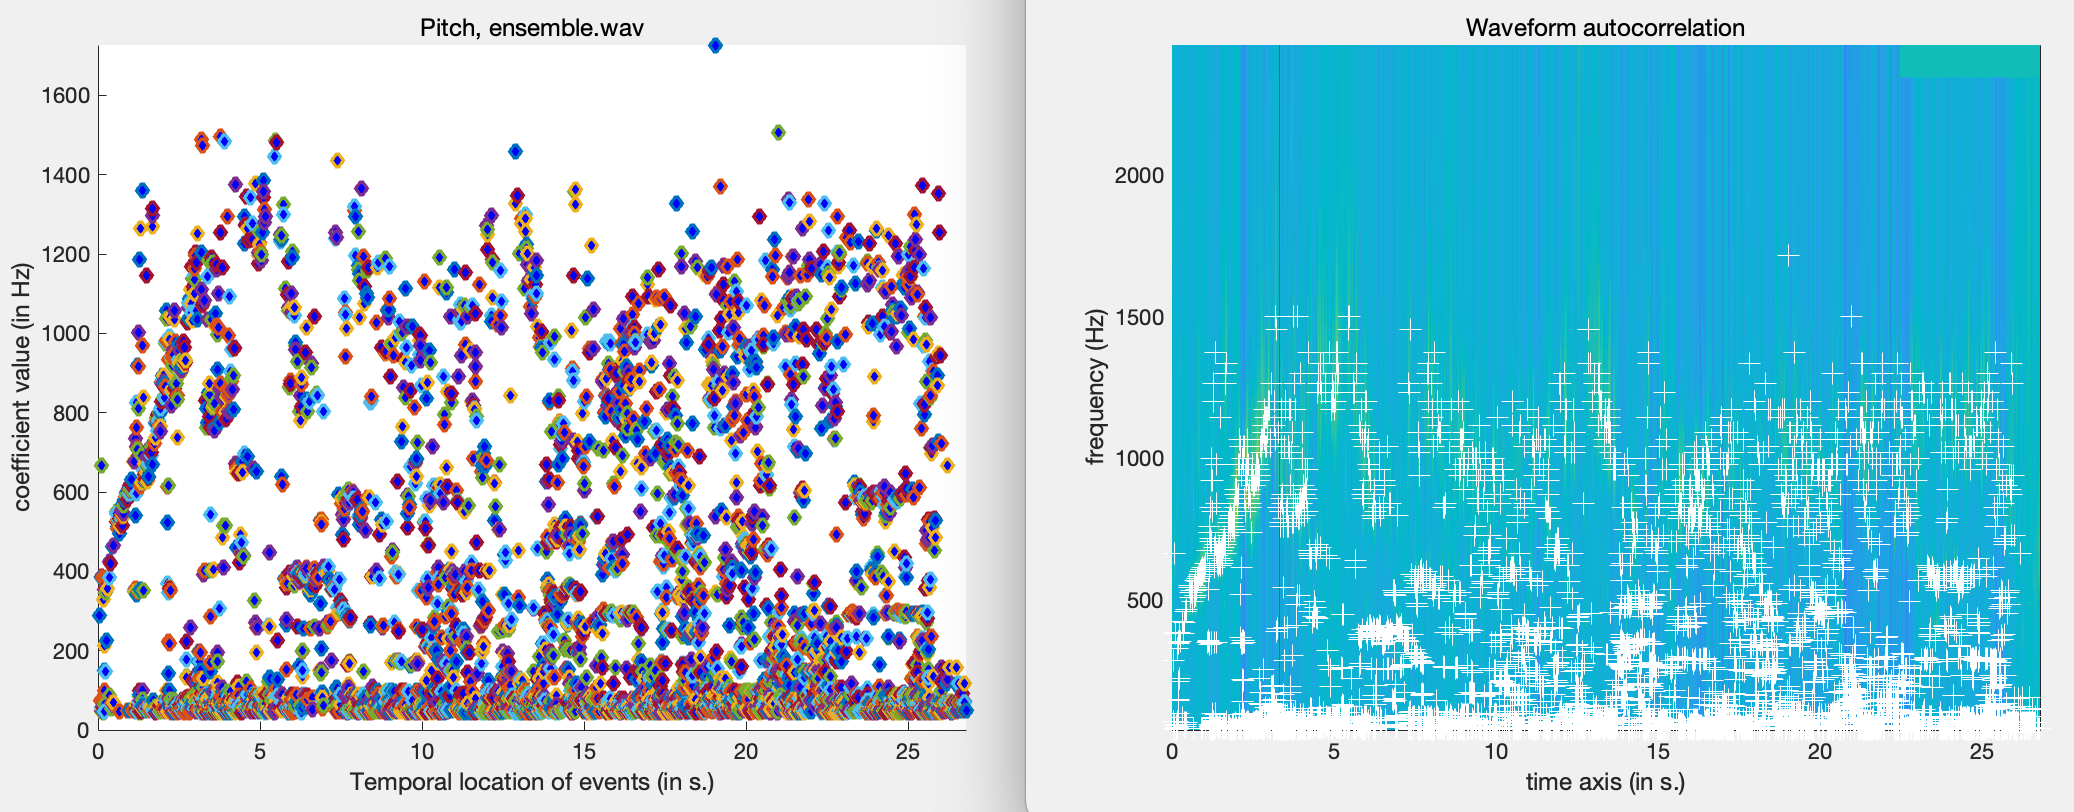 Pitch, ensemble.wav
1600
1400
1200
1000
800
600
400
200
0
coefficient value (in Hz)
0 5 10 15 20 25
Temporal location of events (in s.)
Waveform autocorrelation
2000
1500
1000
500
frequency (Hz)
0 5 10 15 20 25
time axis (in s.)